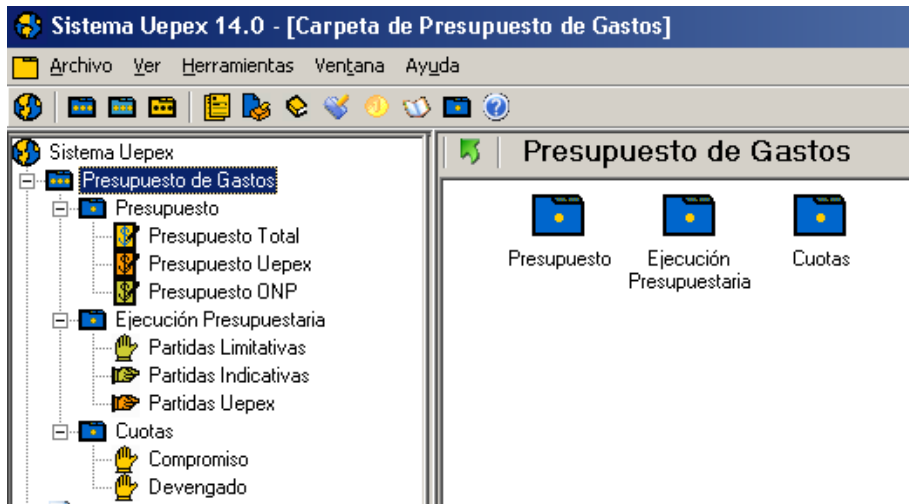 Sistema Uepex 14.0 - [Carpeta de Presupuesto de Gastos]
Archivo Ver Herramientas Ventana Ayuda
Sistema Uepex
Presupuesto de Gastos
Presupuesto
Presupuesto Total
Presupuesto Uepex
Presupuesto ONP
Ejecución Presupuestaria
Partidas Limitativas
Partidas Indicativas
Partidas Uepex
Cuotas
Compromiso
Devengado
Presupuesto de Gastos
Presupuesto
Ejecución
Presupuestaria
Cuotas